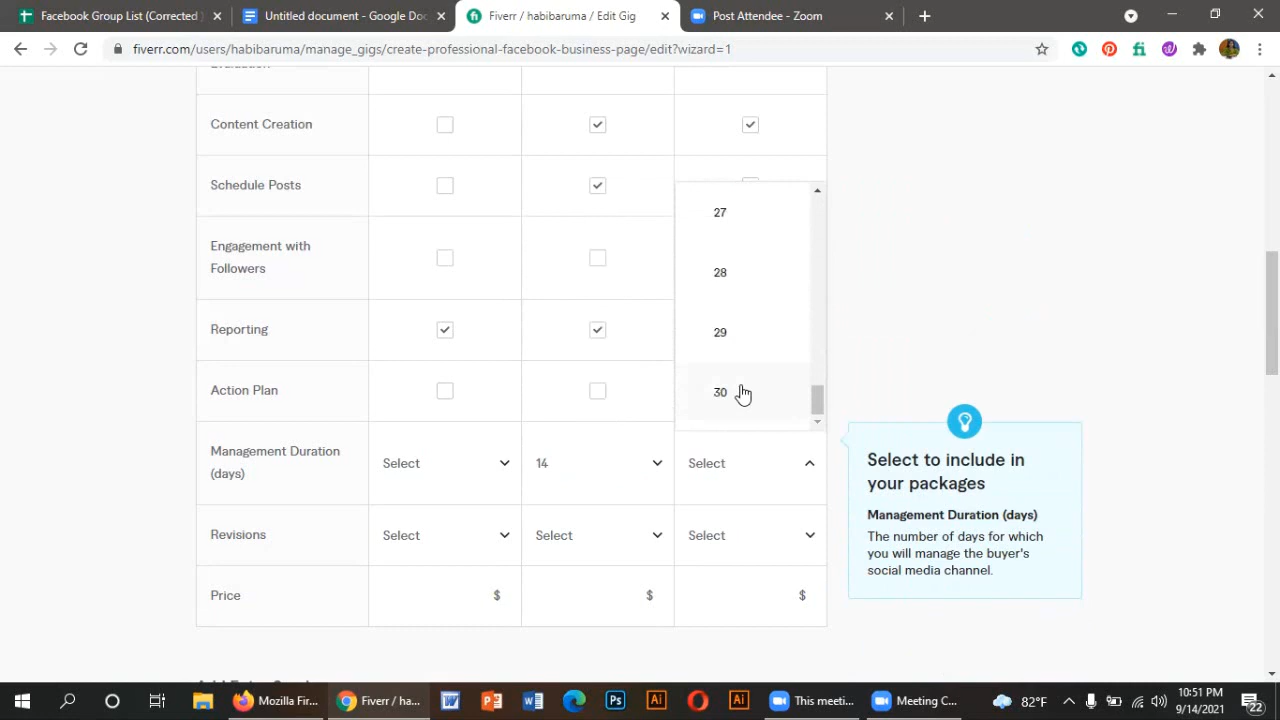 Facebook Group List (Corrected
Untitled document - Google Doc
Fiverr / habibaruma / Edit Gig
Post Attendee - Zoom
fiverr.com/users/habibaruma/manage_gigs/create-professional-facebook-business-page/edit?wizard=1
Content Creation
Schedule Posts
27
Engagement with
Followers
28
Reporting
29
Action Plan
30
Management Duration
(days)
Select
14
Select
Revisions
Select
Select
Select
Price
$
$
$
Select to include in
your packages
Management Duration (days)
The number of days for which
you will manage the buyer's
social media channel.
Mozilla Fir...
Fiverr / ha...
This meeti...
Meeting C...
82°F
10:51 PM
9/14/2021
22